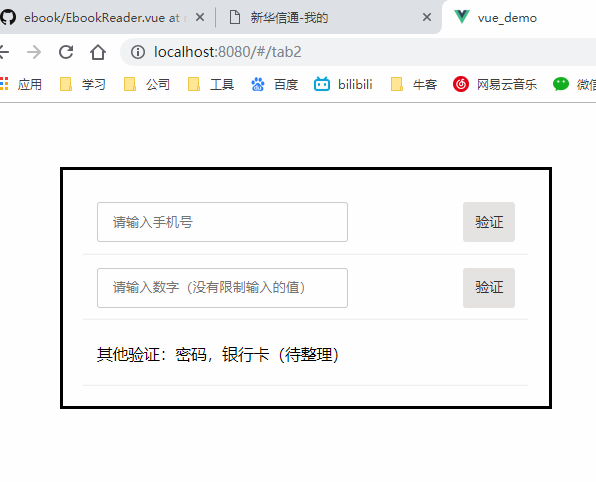 ebook/EbookReader.vue at
新华信通-我的
vue_demo
localhost:8080/#/tab2
应用 学习 公司 工具 百度 bilibili 牛客 网易云音乐 微信
请输入手机号 验证
请输入数字（没有限制输入的值） 验证
其他验证：密码，银行卡（待整理）